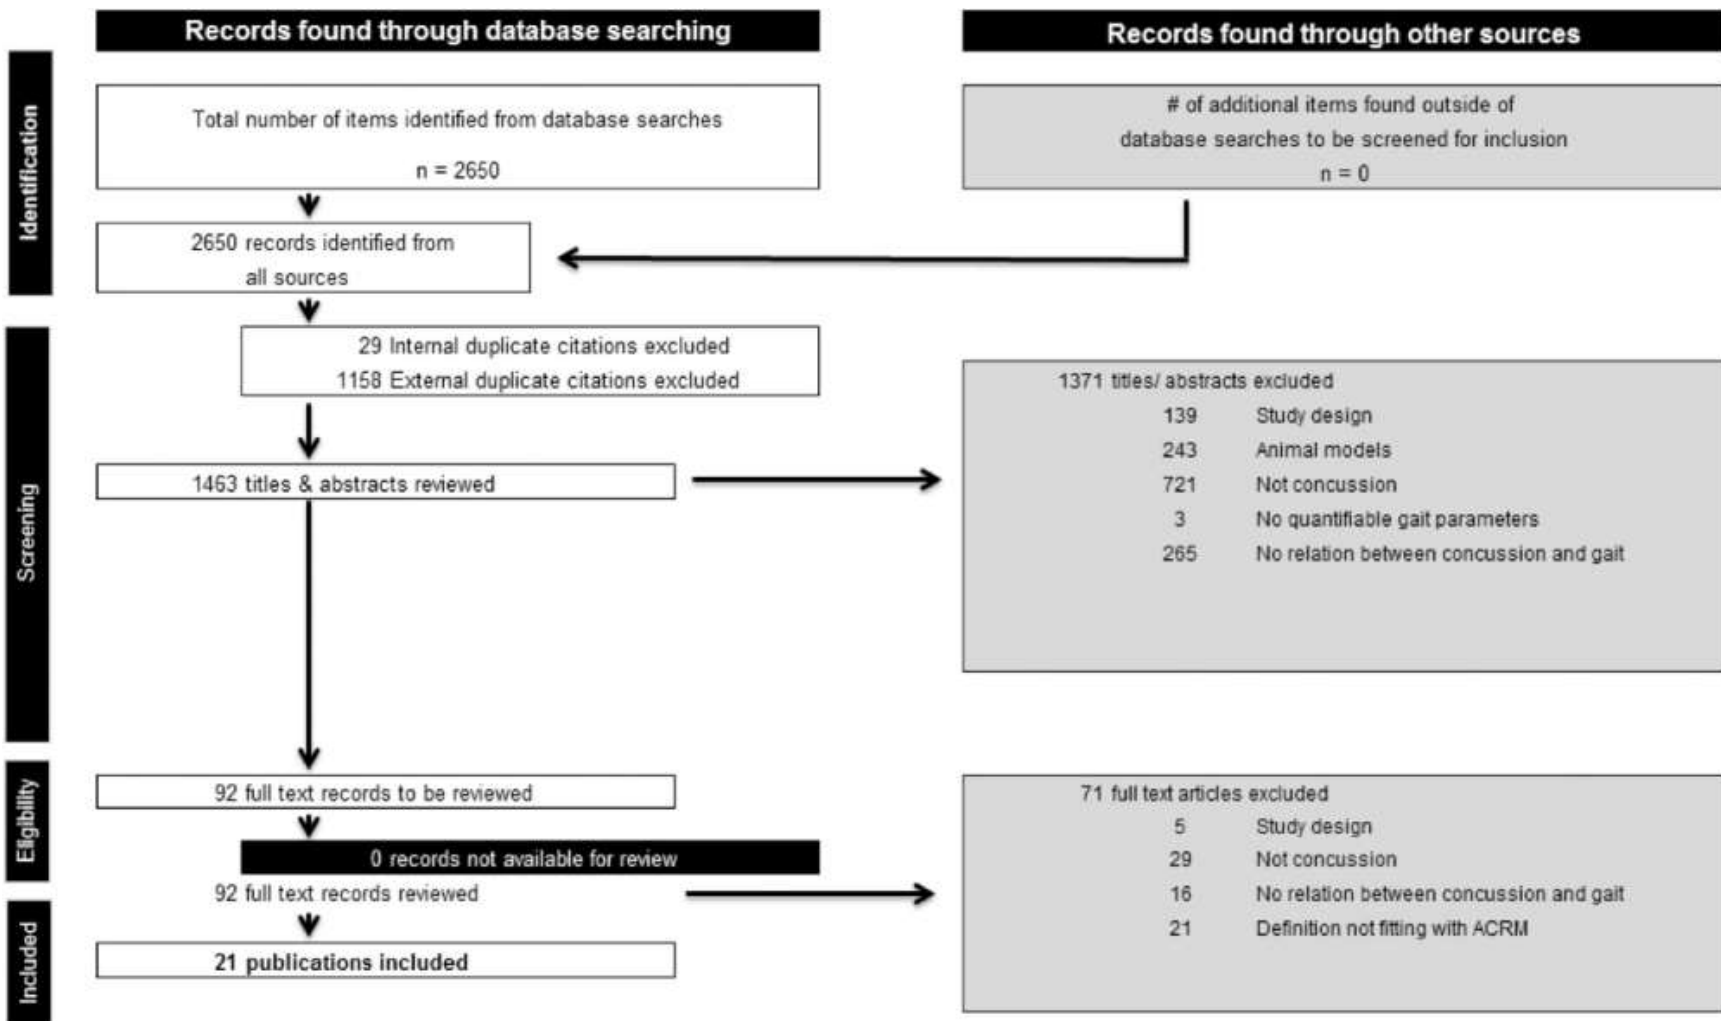 Records found through database searching
Records found through other sources
Identification
Total number of items identified from database searches
n = 2650
# of additional items found outside of
database searches to be screened for inclusion
n = 0
2650 records identified from
all sources
Screening
29 Internal duplicate citations excluded
1158 External duplicate citations excluded
1463 titles & abstracts reviewed
1371 titles/ abstracts excluded
139 Study design
243 Animal models
721 Not concussion
3 No quantifiable gait parameters
265 No relation between concussion and gait
Eligibility
92 full text records to be reviewed
0 records not available for review
92 full text records reviewed
71 full text articles excluded
5 Study design
29 Not concussion
16 No relation between concussion and gait
21 Definition not fitting with ACRM
Included
21 publications included